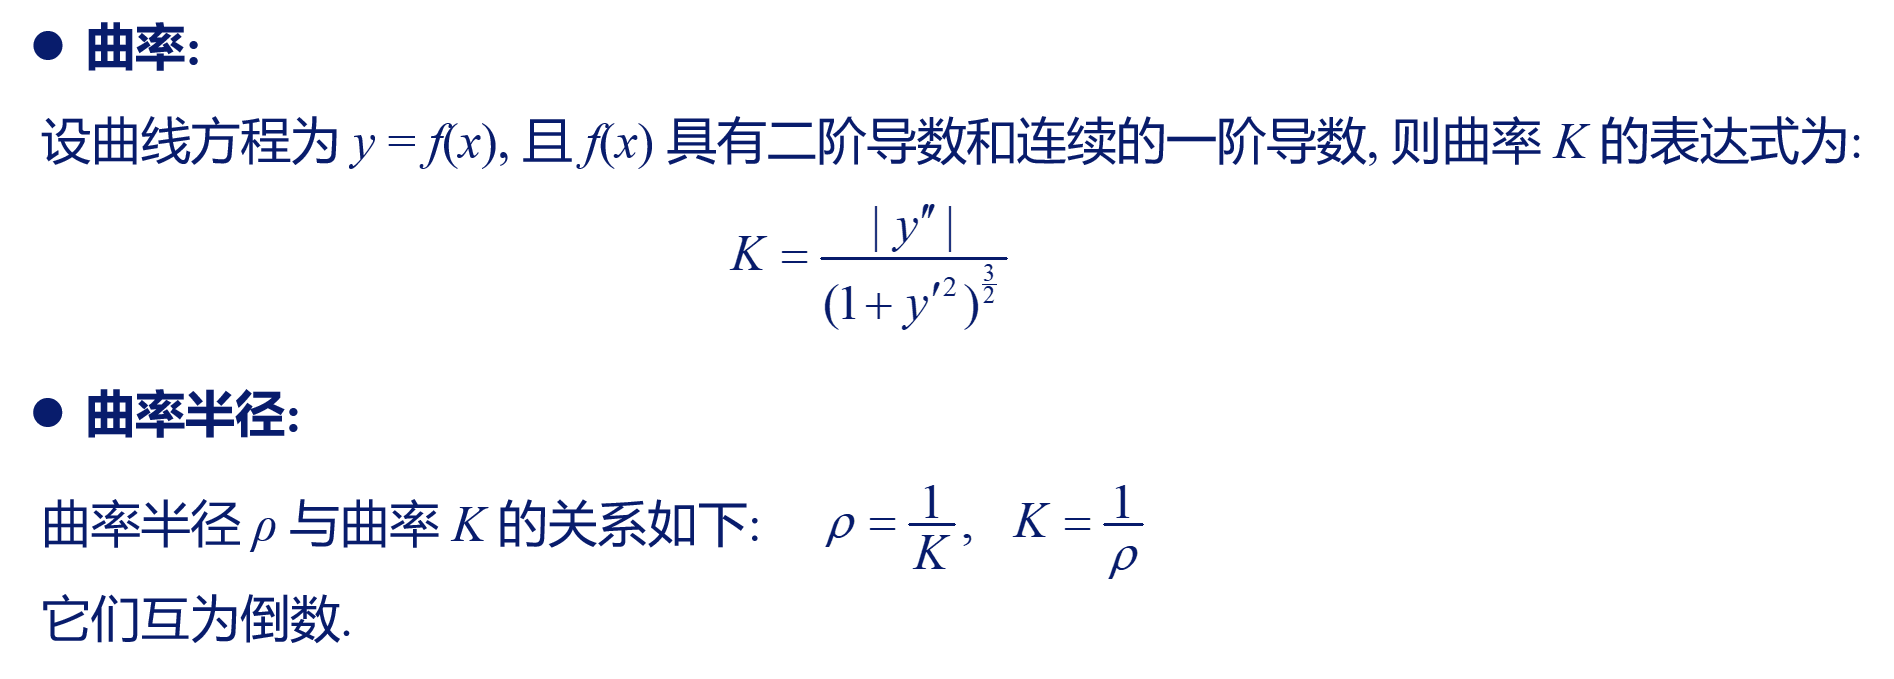 ● 曲率:
设曲线方程为 y = f(x), 且 f(x) 具有二阶导数和连续的一阶导数, 则曲率 K 的表达式为:
K = | y″ | / (1 + y′²)^(3/2)
● 曲率半径:
曲率半径 ρ 与曲率 K 的关系如下: ρ = 1/K, K = 1/ρ
它们互为倒数.